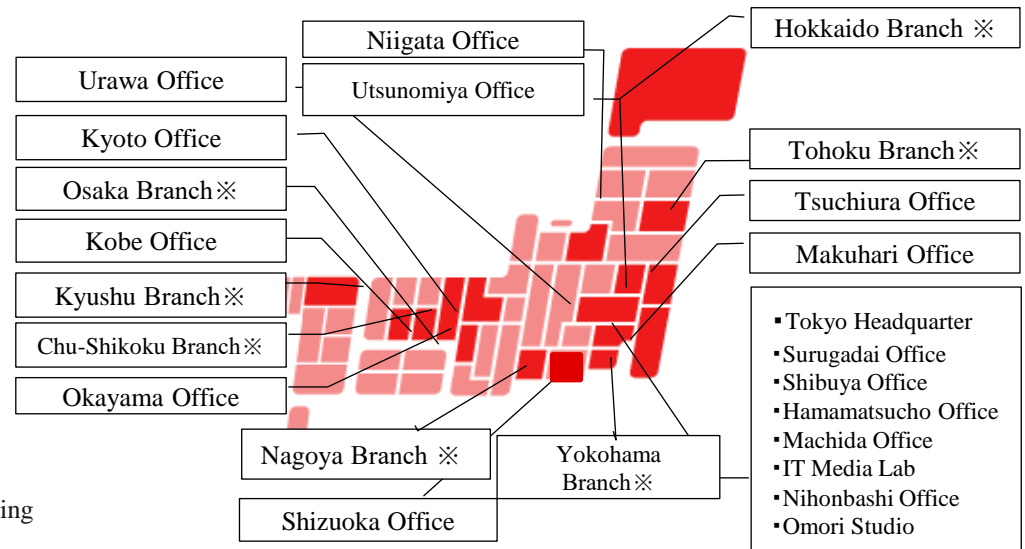 Niigata Office
Hokkaido Branch ※
Urawa Office
Utsunomiya Office
Kyoto Office
Tohoku Branch※
Osaka Branch※
Tsuchiura Office
Kobe Office
Makuhari Office
Kyushu Branch※
Chu-Shikoku Branch※
Okayama Office
▪Tokyo Headquarter
▪Surugadai Office
▪Shibuya Office
▪Hamamatsucho Office
▪Machida Office
▪IT Media Lab
▪Nihonbashi Office
▪Omori Studio
Nagoya Branch ※
Yokohama
Branch※
Shizuoka Office
ing